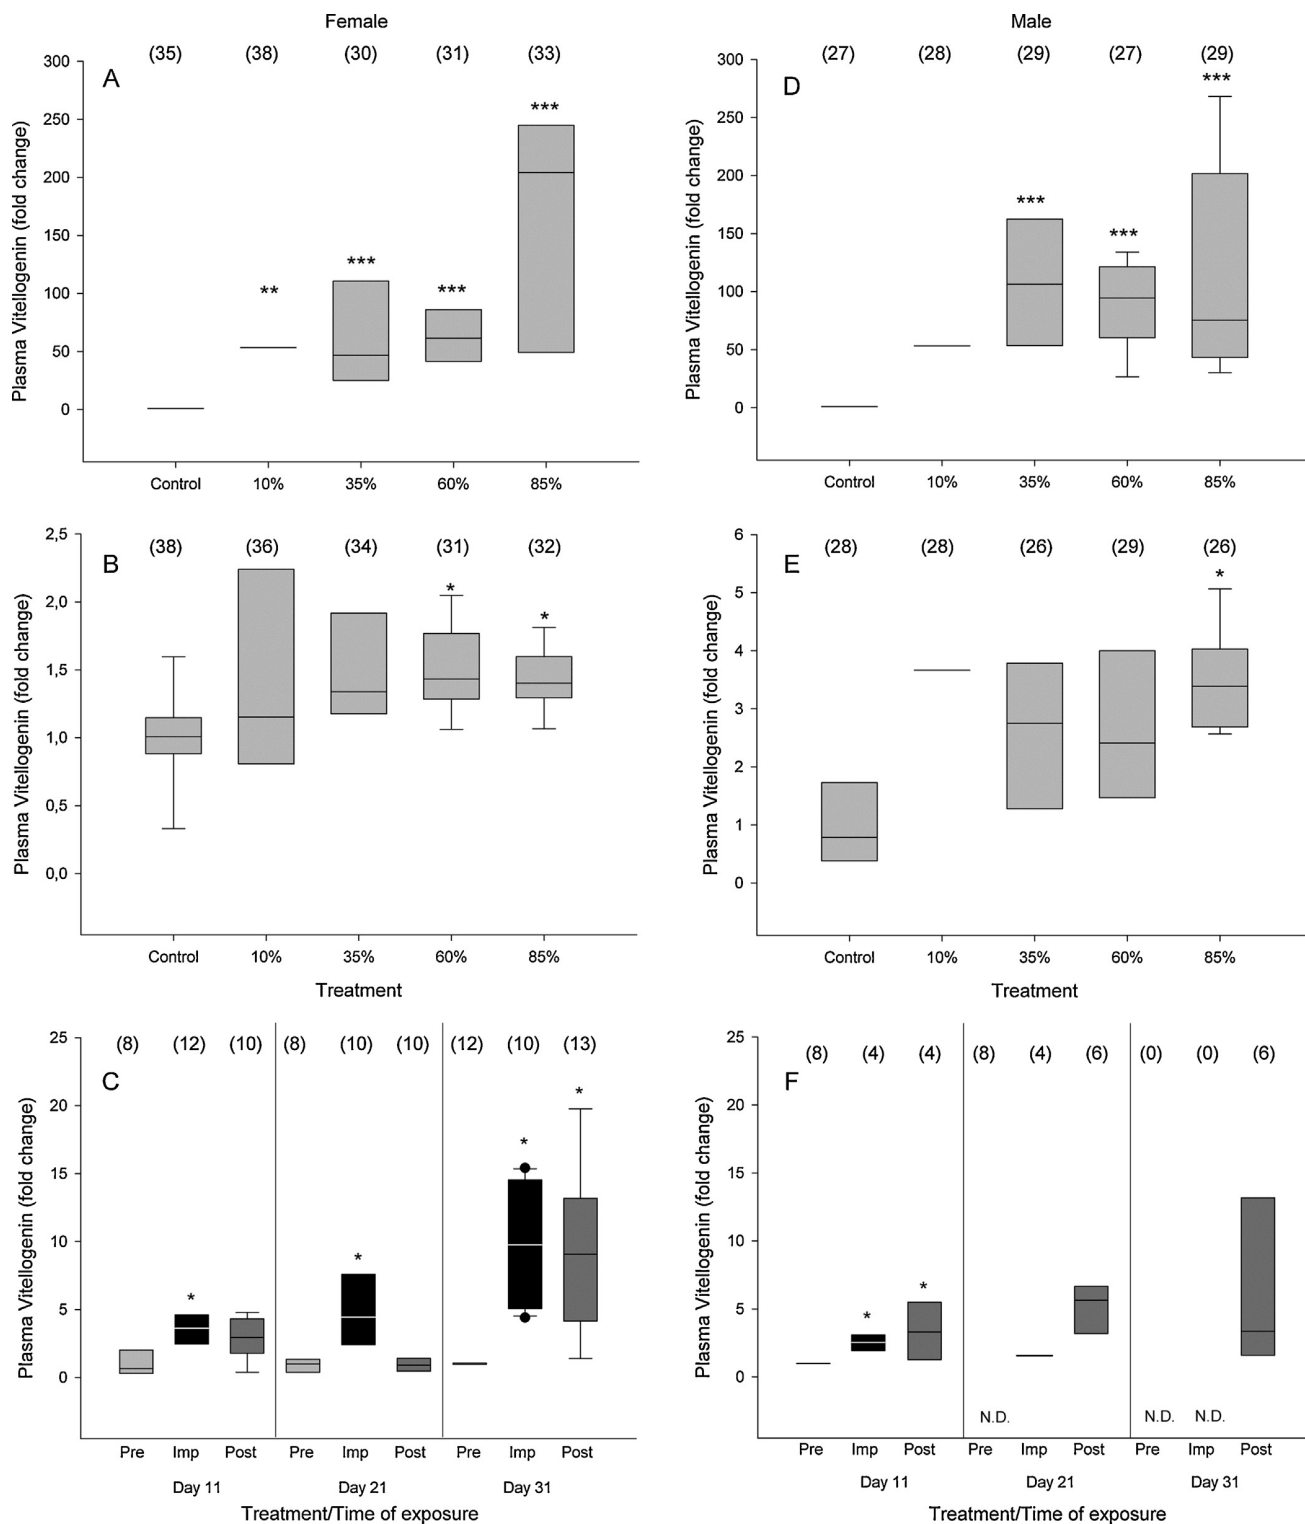 Female
(35) (38) (30) (31) (33)
A
300
250
200
150
100
50
0
** *** *** ***
Plasma Vitellogenin (fold change)
Control 10% 35% 60% 85%
Male
(27) (28) (29) (27) (29)
D
300
250
200
150
100
50
0
*** *** ***
Plasma Vitellogenin (fold change)
Control 10% 35% 60% 85%
(38) (36) (34) (31) (32)
B
2,5
2,0
1,5
1,0
0,5
0,0
* *
Plasma Vitellogenin (fold change)
Control 10% 35% 60% 85%
Treatment
(28) (28) (26) (29) (26)
E
6
5
4
3
2
1
0
*
Plasma Vitellogenin (fold change)
Control 10% 35% 60% 85%
Treatment
(8) (12) (10) (8) (10) (10) (12) (10) (13)
C
25
20
15
10
5
0
* * * *
Plasma Vitellogenin (fold change)
Pre Imp Post Pre Imp Post Pre Imp Post
Day 11 Day 21 Day 31
Treatment/Time of exposure
(8) (4) (4) (8) (4) (6) (0) (0) (6)
F
25
20
15
10
5
0
* *
Plasma Vitellogenin (fold change)
N.D. N.D. N.D.
Pre Imp Post Pre Imp Post Pre Imp Post
Day 11 Day 21 Day 31
Treatment/Time of exposure